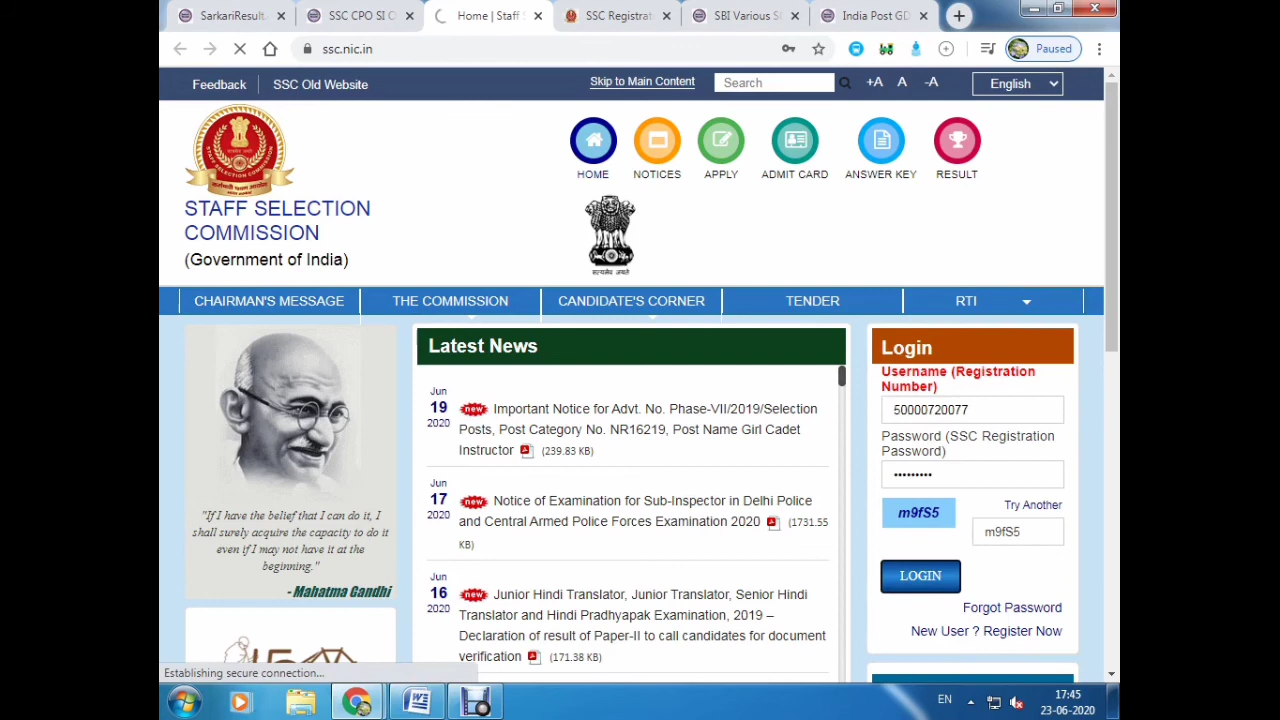 SarkariResult.
SSC CPO SI
Home | Staff
SSC Registrat
SBI Various S
India Post GD
ssc.nic.in
Paused
Feedback
SSC Old Website
Skip to Main Content
Search
+A A -A
English
STAFF SELECTION
COMMISSION
(Government of India)
HOME
NOTICES
APPLY
ADMIT CARD
ANSWER KEY
RESULT
सत्यमेव जयते
CHAIRMAN'S MESSAGE
THE COMMISSION
CANDIDATE'S CORNER
TENDER
RTI
"If I have the belief that I can do it, I
shall surely acquire the capacity to do it
even if I may not have it at the
beginning."
- Mahatma Gandhi
Latest News
Jun
19
2020
new Important Notice for Advt. No. Phase-VII/2019/Selection
Posts, Post Category No. NR16219, Post Name Girl Cadet
Instructor (239.83 KB)
Jun
17
2020
new Notice of Examination for Sub-Inspector in Delhi Police
and Central Armed Police Forces Examination 2020 (1731.55
KB)
Jun
16
2020
new Junior Hindi Translator, Junior Translator, Senior Hindi
Translator and Hindi Pradhyapak Examination, 2019 –
Declaration of result of Paper-II to call candidates for document
verification (171.38 KB)
Login
Username (Registration
Number)
50000720077
Password (SSC Registration
Password)
•••••••••
m9fS5
Try Another
m9fS5
LOGIN
Forgot Password
New User ? Register Now
Establishing secure connection...
EN
17:45
23-06-2020